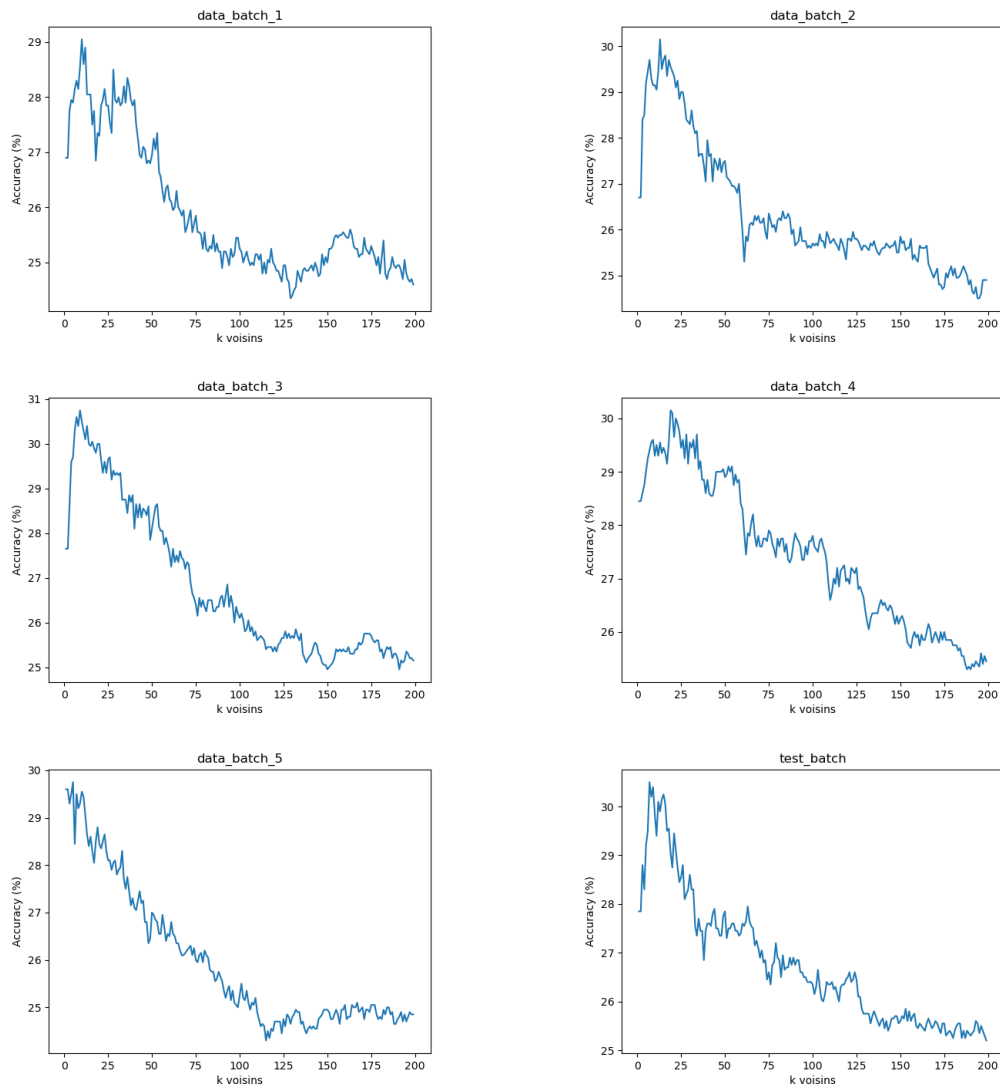 data_batch_1
29
28
27
26
25
Accuracy (%)
0 25 50 75 100 125 150 175 200
k voisins
data_batch_2
30
29
28
27
26
25
Accuracy (%)
0 25 50 75 100 125 150 175 200
k voisins
data_batch_3
31
30
29
28
27
26
25
Accuracy (%)
0 25 50 75 100 125 150 175 200
k voisins
data_batch_4
30
29
28
27
26
Accuracy (%)
0 25 50 75 100 125 150 175 200
k voisins
data_batch_5
30
29
28
27
26
25
Accuracy (%)
0 25 50 75 100 125 150 175 200
k voisins
test_batch
30
29
28
27
26
25
Accuracy (%)
0 25 50 75 100 125 150 175 200
k voisins